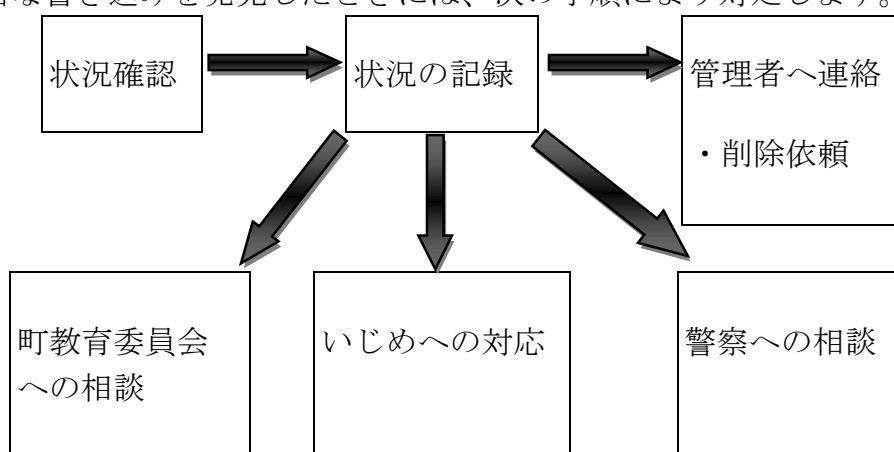 な書き込みを発見したときには、次の手順により対処します。
状況確認
状況の記録
管理者へ連絡
・削除依頼
町教育委員会
への相談
いじめへの対応
警察への相談